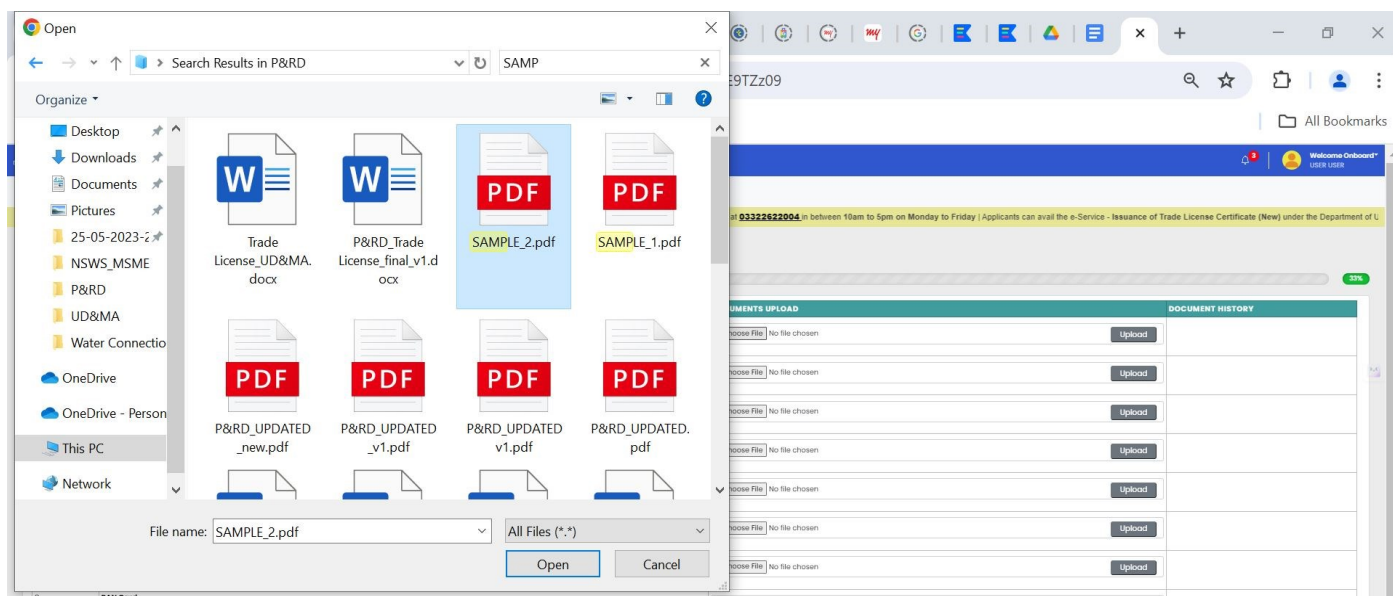 Open
Search Results in P&RD
SAMP
Organize
Desktop
Downloads
Documents
Pictures
25-05-2023-2
NSWS_MSME
P&RD
UD&MA
Water Connectio
OneDrive
OneDrive - Person
This PC
Network
Trade
License_UD&MA.
docx
P&RD_Trade
License_final_v1.d
ocx
PDF
SAMPLE_2.pdf
PDF
SAMPLE_1.pdf
PDF
P&RD_UPDATED
_new.pdf
PDF
P&RD_UPDATED
_v1.pdf
PDF
P&RD_UPDATED
v1.pdf
PDF
P&RD_UPDATED.
pdf
File name: SAMPLE_2.pdf
All Files (*.*)
Open Cancel
E9TZz09
All Bookmarks
3
Welcome Onboard"
USER USER
at 03322622004 in between 10am to 5pm on Monday to Friday | Applicants can avail the e-Service - Issuance of Trade License Certificate (New) under the Department of U
33%
UMENTS UPLOAD DOCUMENT HISTORY
hoose File No file chosen Upload
hoose File No file chosen Upload
hoose File No file chosen Upload
hoose File No file chosen Upload
hoose File No file chosen Upload
hoose File No file chosen Upload
hoose File No file chosen Upload